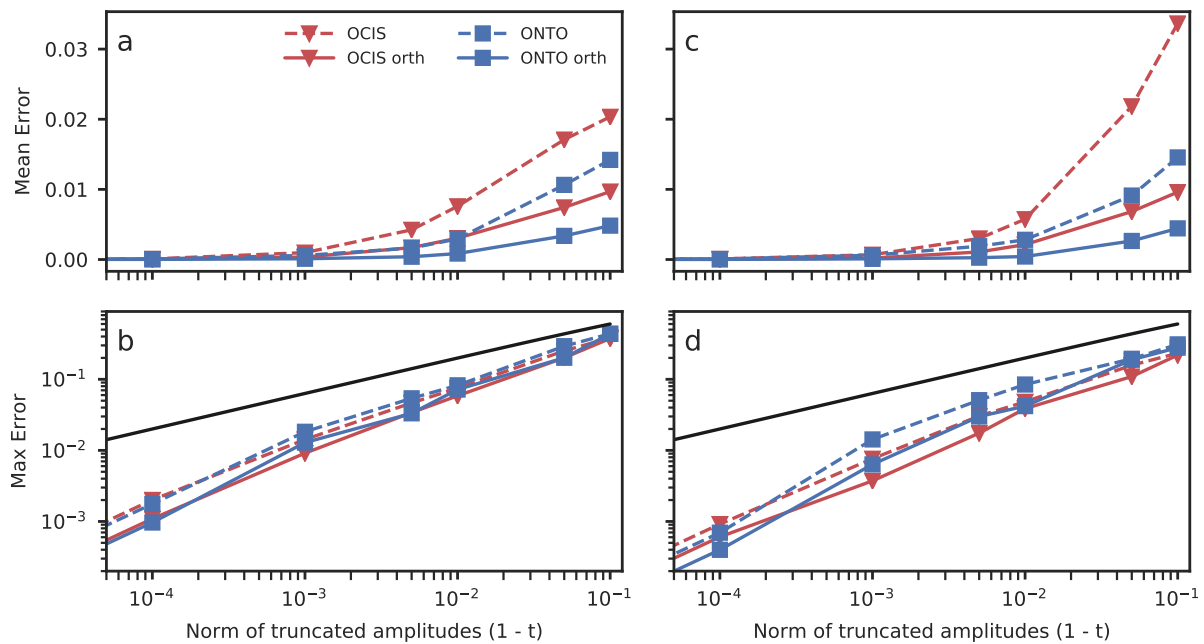 a
OCIS
OCIS orth
ONTO
ONTO orth
c
Mean Error
0.03
0.02
0.01
0.00
b
d
Max Error
10⁻¹
10⁻²
10⁻³
10⁻⁴ 10⁻³ 10⁻² 10⁻¹
10⁻⁴ 10⁻³ 10⁻² 10⁻¹
Norm of truncated amplitudes (1 - t)
Norm of truncated amplitudes (1 - t)